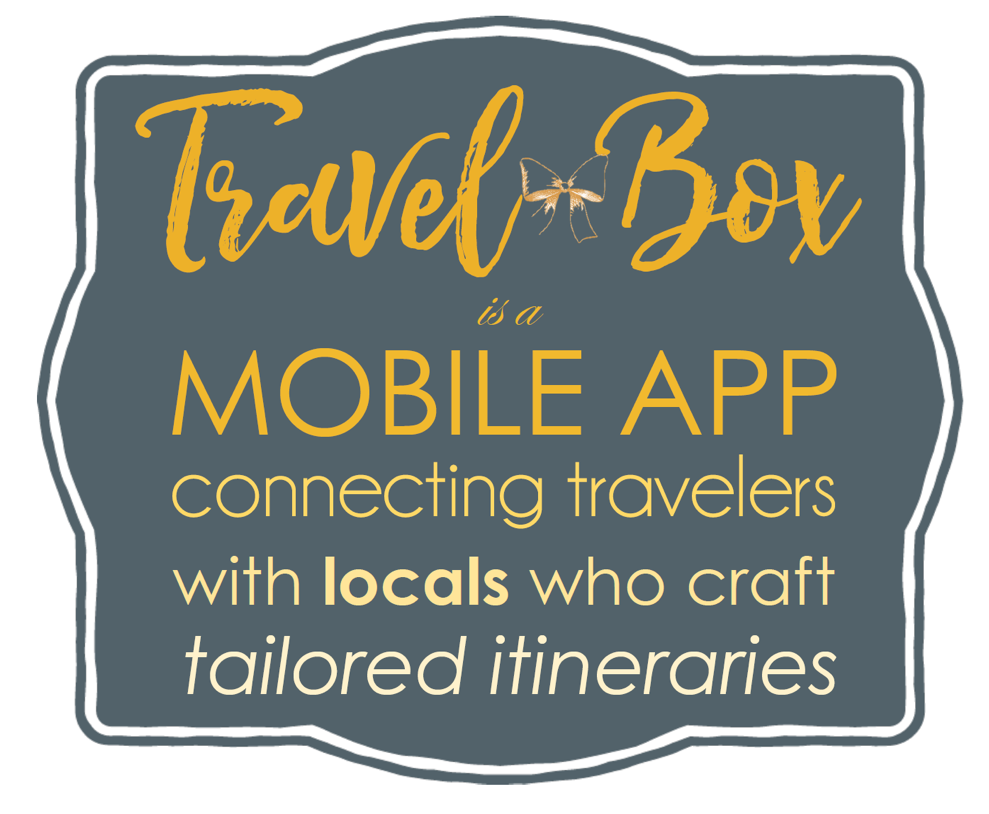 Travel Box
is a
MOBILE APP
connecting travelers
with locals who craft
tailored itineraries